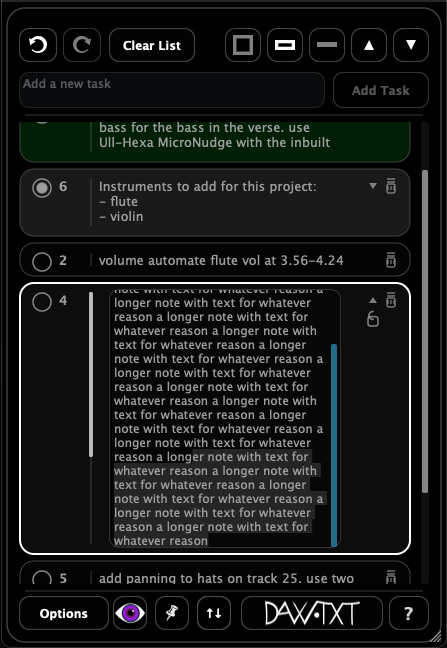 Clear List
Add a new task
Add Task
bass for the bass in the verse. use
Ull-Hexa MicroNudge with the inbuilt
6
Instruments to add for this project:
- flute
- violin
2
volume automate flute vol at 3.56-4.24
4
note with text for whatever reason a
longer note with text for whatever
reason a longer note with text for
whatever reason a longer note with
text for whatever reason a longer
note with text for whatever reason a
longer note with text for whatever
reason a longer note with text for
whatever reason a longer note with
text for whatever reason a longer
note with text for whatever reason a
longer note with text for whatever
reason a longer note with text for
whatever reason a longer note with
text for whatever reason a longer
note with text for whatever reason a
longer note with text for whatever
reason a longer note with text for
whatever reason
5
add panning to hats on track 25. use two
Options
DAW·TXT
?